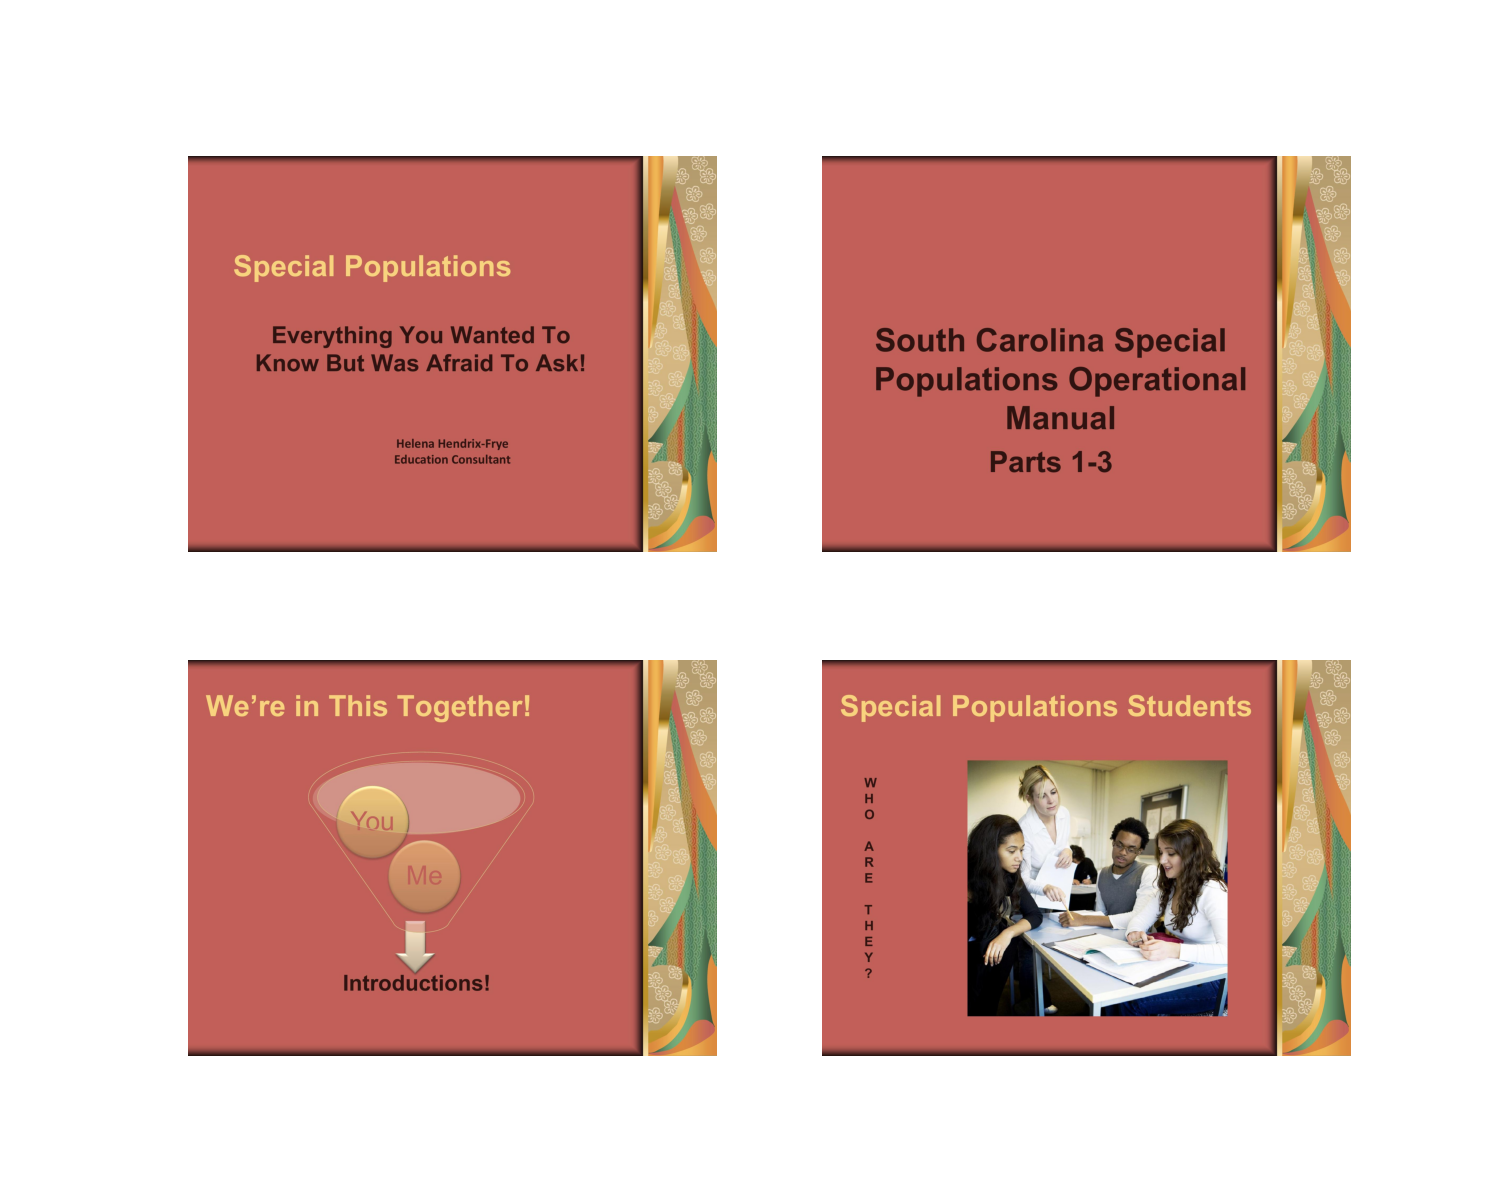 Special Populations
Everything You Wanted To
Know But Was Afraid To Ask!
Helena Hendrix-Frye
Education Consultant
South Carolina Special
Populations Operational
Manual
Parts 1-3
We’re in This Together!
You
Me
Introductions!
Special Populations Students
W
H
O
A
R
E
T
H
E
Y
?